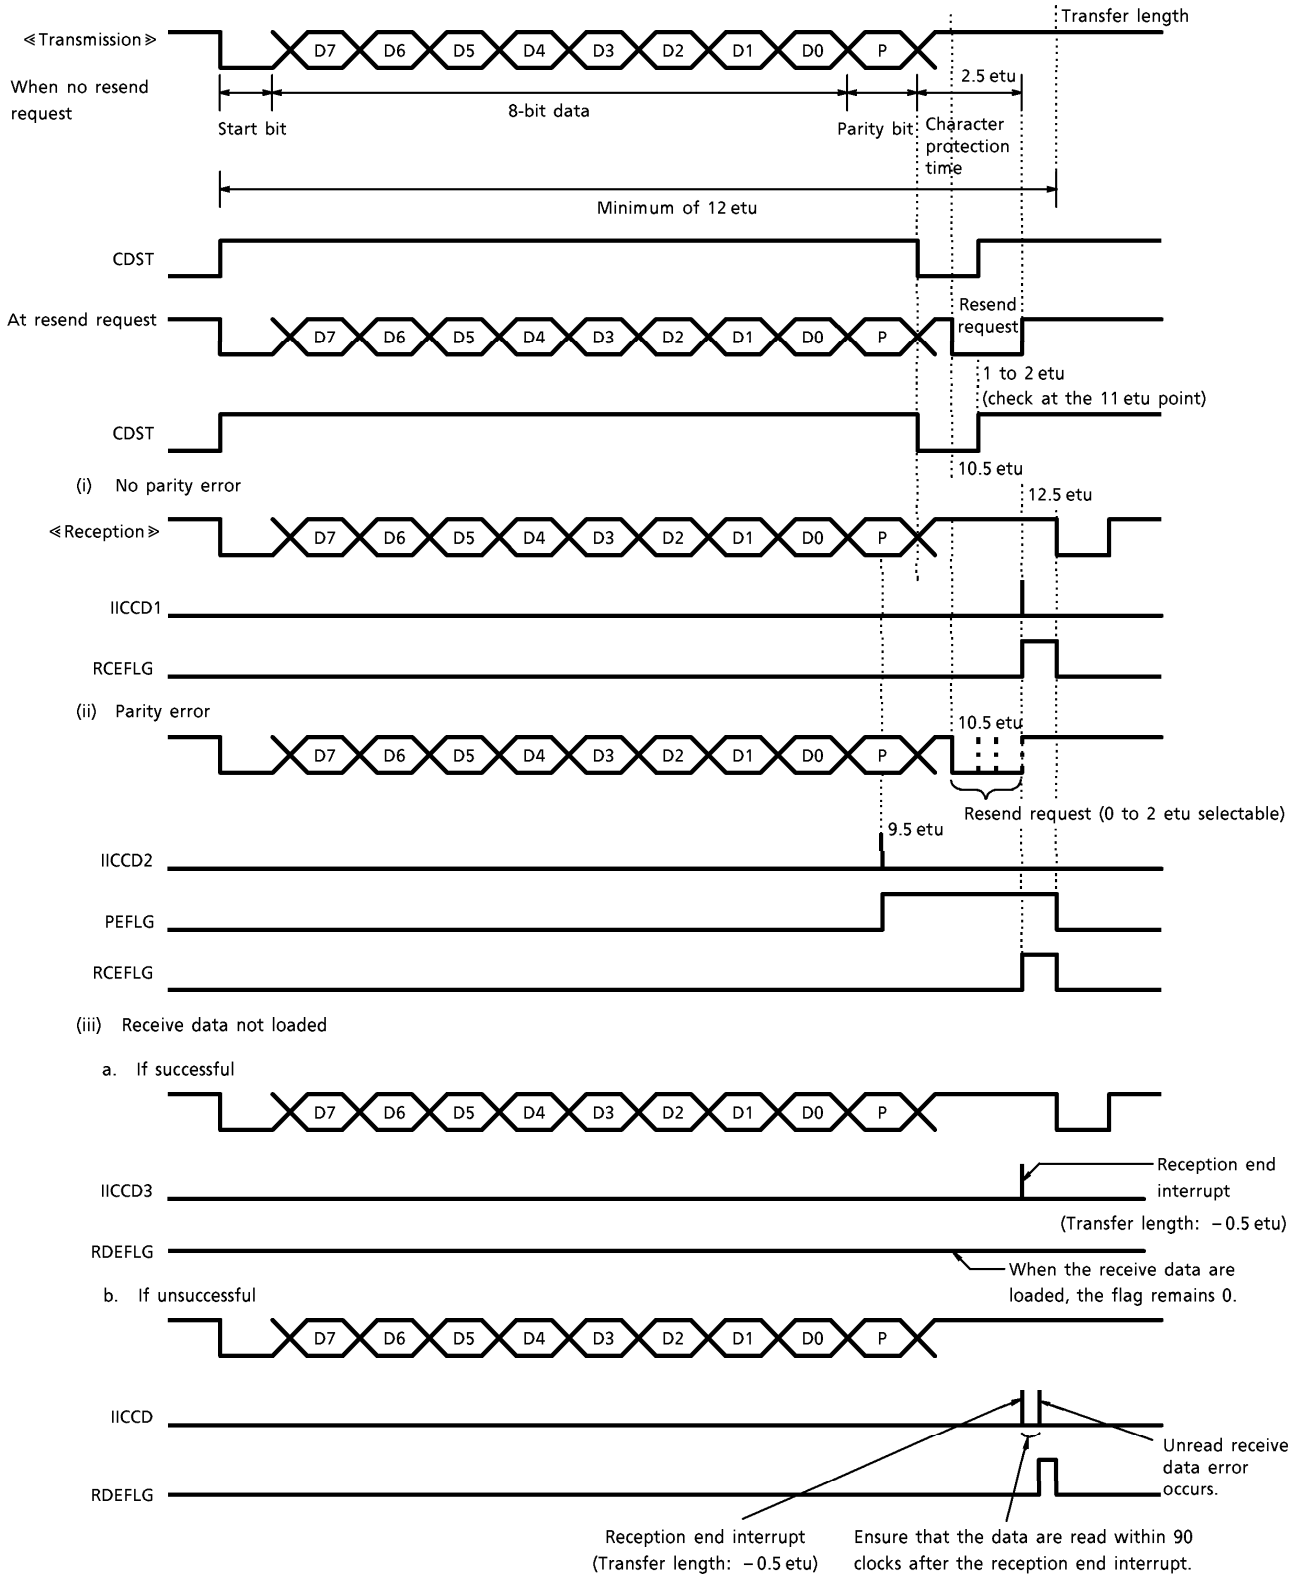 Transfer length
≪Transmission≫
D7 D6 D5 D4 D3 D2 D1 D0 P
When no resend
request
2.5 etu
8-bit data
Start bit
Parity bit
Character
protection
time
Minimum of 12 etu
CDST
At resend request
Resend
request
D7 D6 D5 D4 D3 D2 D1 D0 P
1 to 2 etu
(check at the 11 etu point)
CDST
10.5 etu
(i) No parity error
12.5 etu
≪Reception≫
D7 D6 D5 D4 D3 D2 D1 D0 P
IICCD1
RCEFLG
(ii) Parity error
10.5 etu
D7 D6 D5 D4 D3 D2 D1 D0 P
Resend request (0 to 2 etu selectable)
9.5 etu
IICCD2
PEFLG
RCEFLG
(iii) Receive data not loaded
a. If successful
D7 D6 D5 D4 D3 D2 D1 D0 P
Reception end
interrupt
IICCD3
(Transfer length: −0.5 etu)
RDEFLG
When the receive data are
loaded, the flag remains 0.
b. If unsuccessful
D7 D6 D5 D4 D3 D2 D1 D0 P
IICCD
Unread receive
data error
occurs.
RDEFLG
Reception end interrupt
(Transfer length: −0.5 etu)
Ensure that the data are read within 90
clocks after the reception end interrupt.